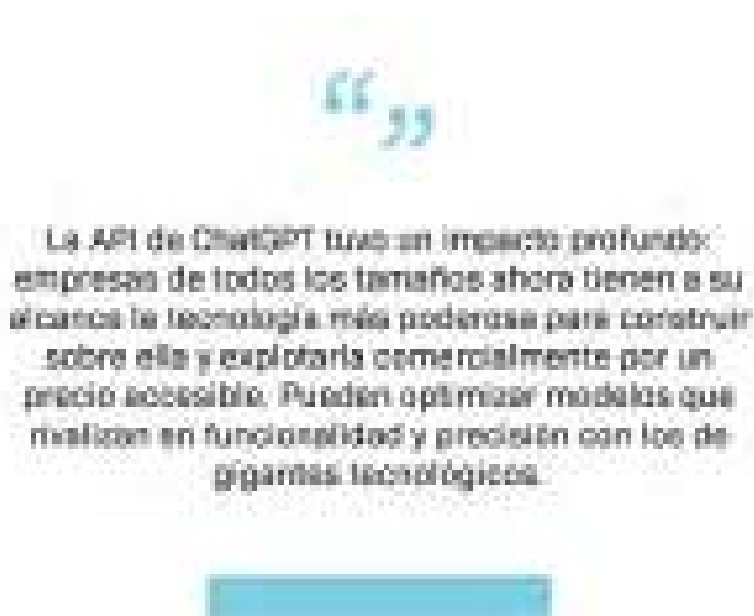 “ ”
La API de ChatGPT tuvo un impacto profundo:
empresas de todos los tamaños ahora tienen a su
alcance la tecnología más poderosa para construir
sobre ella y explotarla comercialmente por un
precio accesible. Pueden optimizar modelos que
rivalizan en funcionalidad y precisión con los de
gigantes tecnológicos.